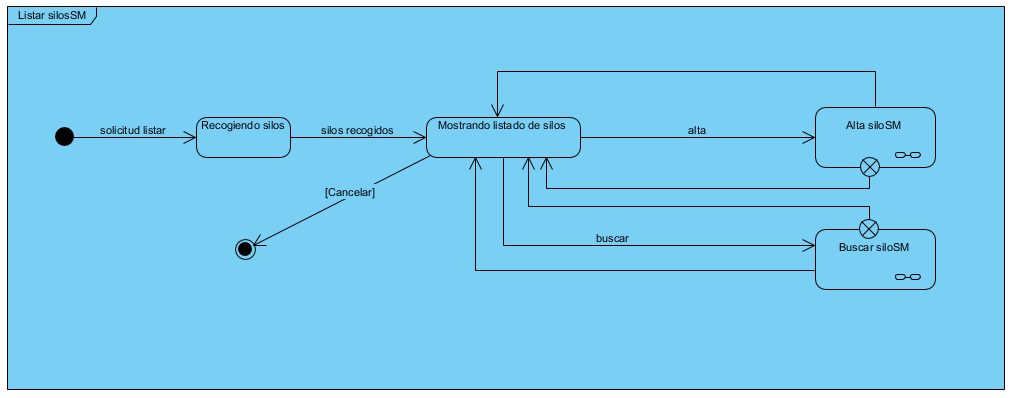 Listar silosSM
solicitud listar
Recogiendo silos
silos recogidos
Mostrando listado de silos
alta
Alta siloSM
[Cancelar]
buscar
Buscar siloSM